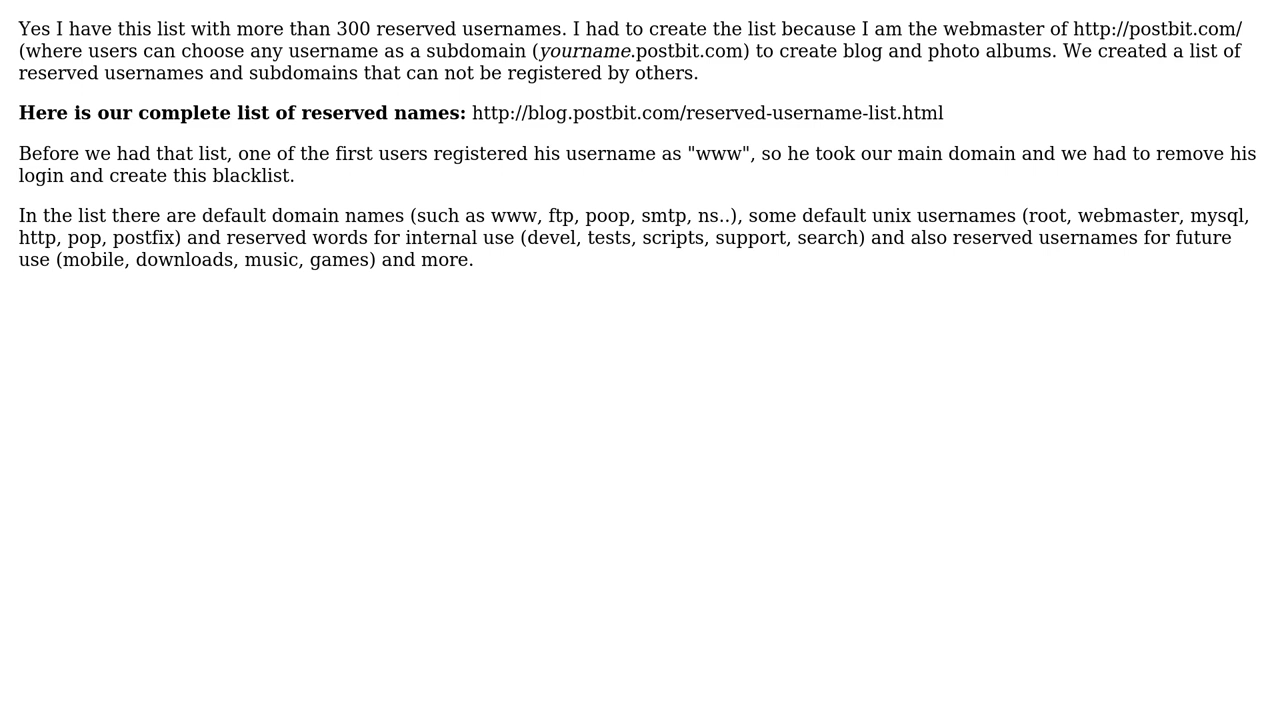 Yes I have this list with more than 300 reserved usernames. I had to create the list because I am the webmaster of http://postbit.com/
(where users can choose any username as a subdomain (yourname.postbit.com) to create blog and photo albums. We created a list of
reserved usernames and subdomains that can not be registered by others.
Here is our complete list of reserved names: http://blog.postbit.com/reserved-username-list.html
Before we had that list, one of the first users registered his username as "www", so he took our main domain and we had to remove his
login and create this blacklist.
In the list there are default domain names (such as www, ftp, poop, smtp, ns..), some default unix usernames (root, webmaster, mysql,
http, pop, postfix) and reserved words for internal use (devel, tests, scripts, support, search) and also reserved usernames for future
use (mobile, downloads, music, games) and more.